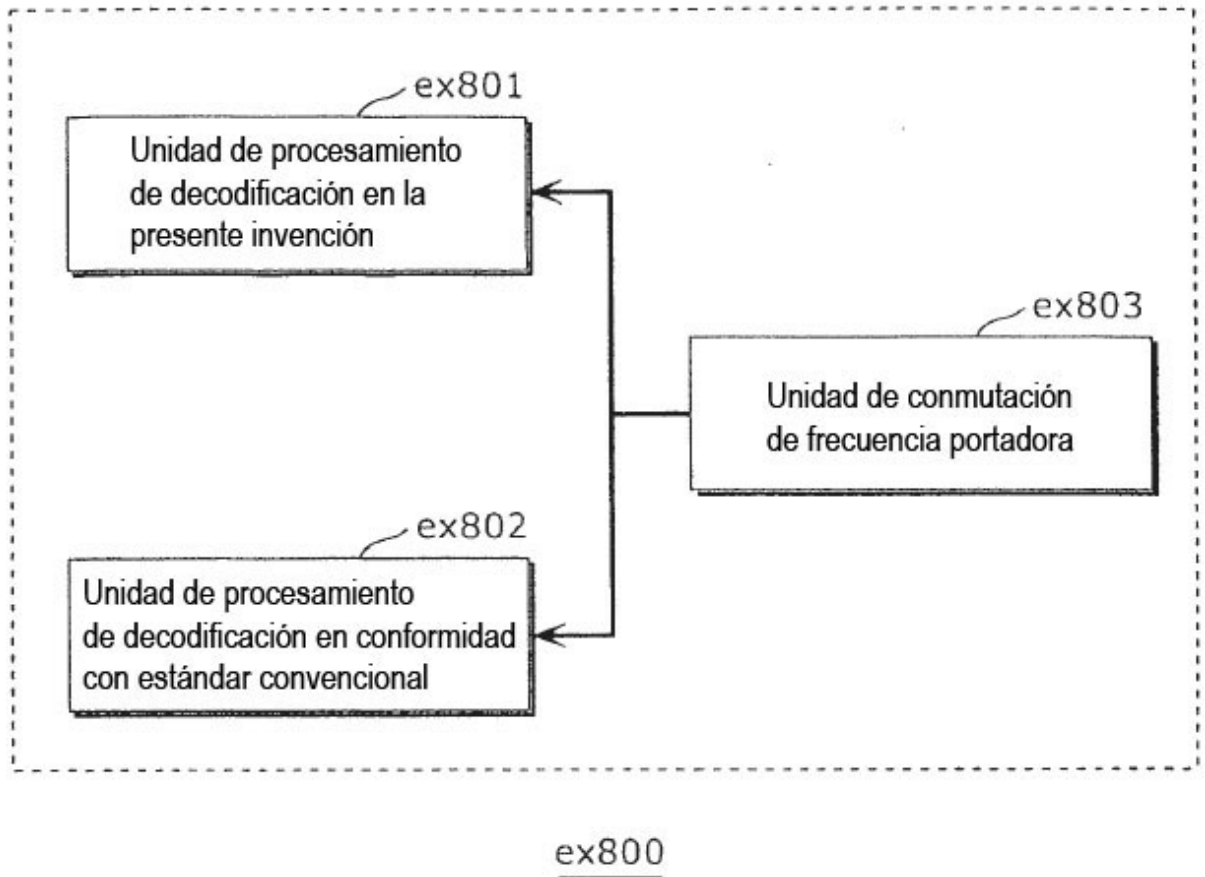 ex801
Unidad de procesamiento
de decodificación en la
presente invención
ex803
Unidad de conmutación
de frecuencia portadora
ex802
Unidad de procesamiento
de decodificación en conformidad
con estándar convencional
ex800